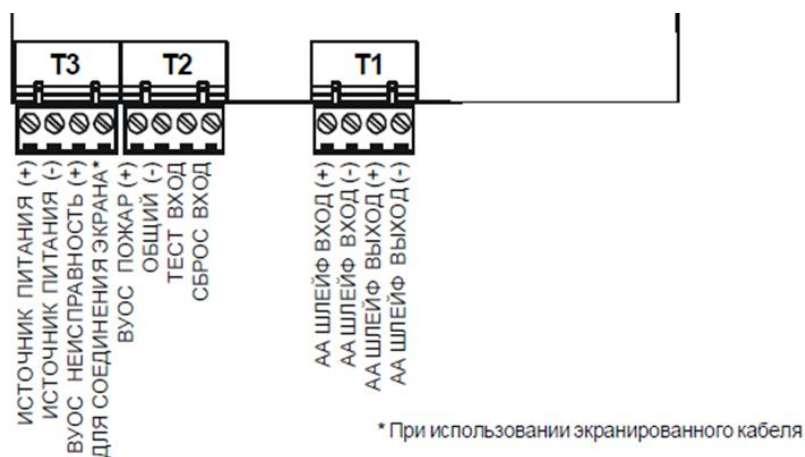 T3
T2
T1
ИСТОЧНИК ПИТАНИЯ (+)
ИСТОЧНИК ПИТАНИЯ (-)
ВУОС НЕИСПРАВНОСТЬ (+)
ДЛЯ СОЕДИНЕНИЯ ЭКРАНА*
ВУОС ПОЖАР (+)
ОБЩИЙ (-)
ТЕСТ ВХОД
СБРОС ВХОД
АА ШЛЕЙФ ВХОД (+)
АА ШЛЕЙФ ВХОД (-)
АА ШЛЕЙФ ВЫХОД (+)
АА ШЛЕЙФ ВЫХОД (-)
* При использовании экранированного кабеля